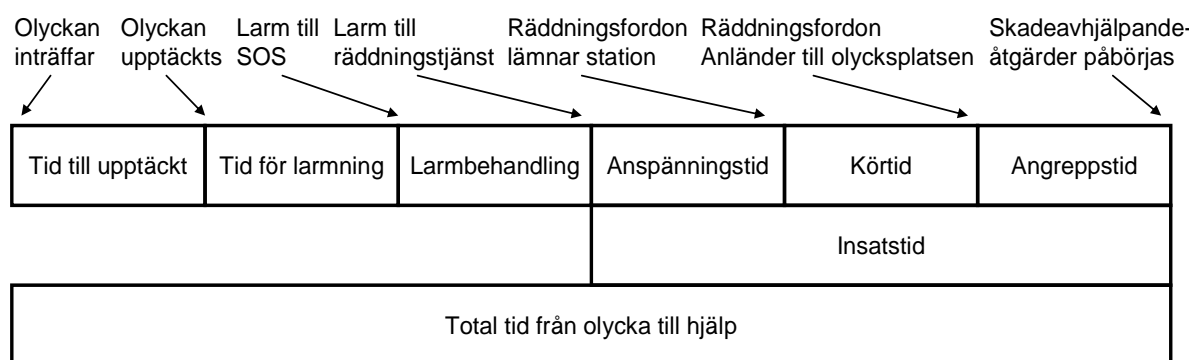 Olyckan
inträffar
Olyckan
upptäckts
Larm till
SOS
Larm till
räddningstjänst
Räddningsfordon
lämnar station
Räddningsfordon
Anländer till olycksplatsen
Skadeavhjälpande-
åtgärder påbörjas
Tid till upptäckt
Tid för larmning
Larmbehandling
Anspänningstid
Körtid
Angreppstid
Insatstid
Total tid från olycka till hjälp